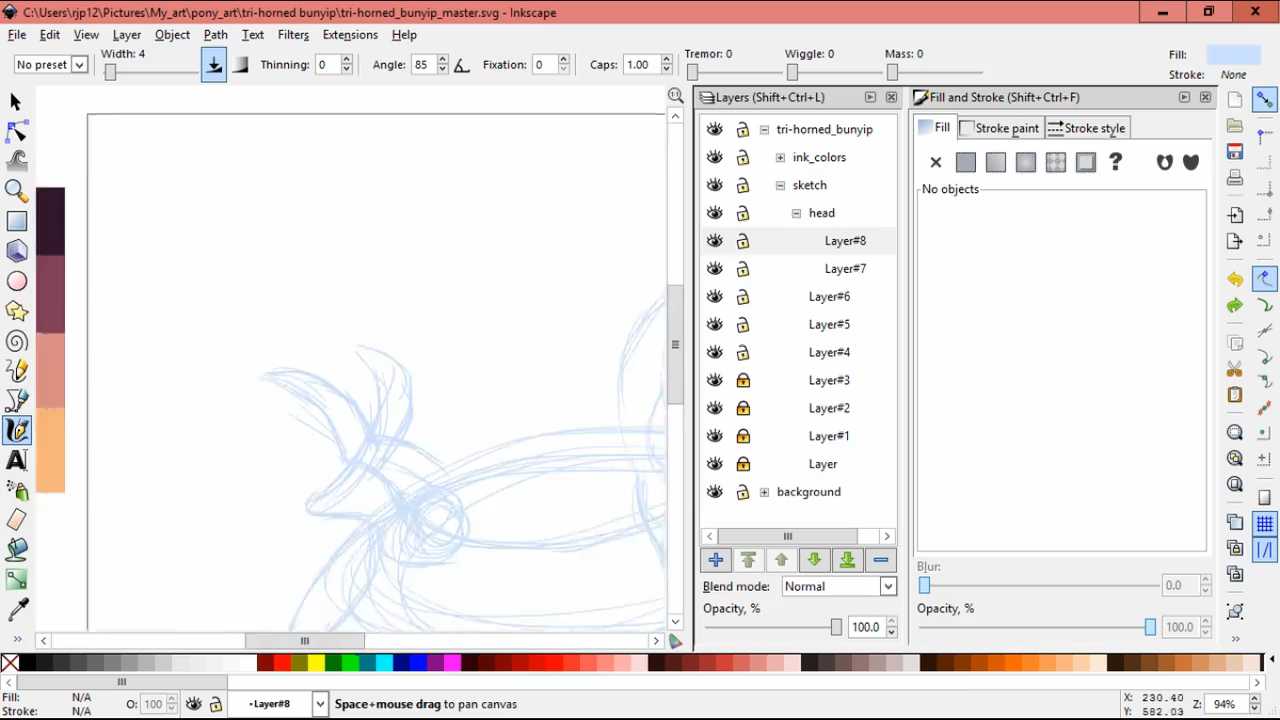 C:\Users\rjp12\Pictures\My_art\pony_art\tri-horned bunyip\tri-horned_bunyip_master.svg - Inkscape
File Edit View Layer Object Path Text Filters Extensions Help
No preset Width: 4 Thinning: 0 Angle: 85 Fixation: 0 Caps: 1.00 Tremor: 0 Wiggle: 0 Mass: 0 Fill:
Stroke: None
Layers (Shift+Ctrl+L)
tri-horned_bunyip
ink_colors
sketch
head
Layer#8
Layer#7
Layer#6
Layer#5
Layer#4
Layer#3
Layer#2
Layer#1
Layer
background
Blend mode: Normal
Opacity, % 100.0
Fill and Stroke (Shift+Ctrl+F)
Fill Stroke paint Stroke style
No objects
Blur:
0.0
Opacity, %
100.0
Fill: N/A
Stroke: N/A
O: 100
•Layer#8
Space+mouse drag to pan canvas
X: 230.40
Y: 582.03
Z: 94%